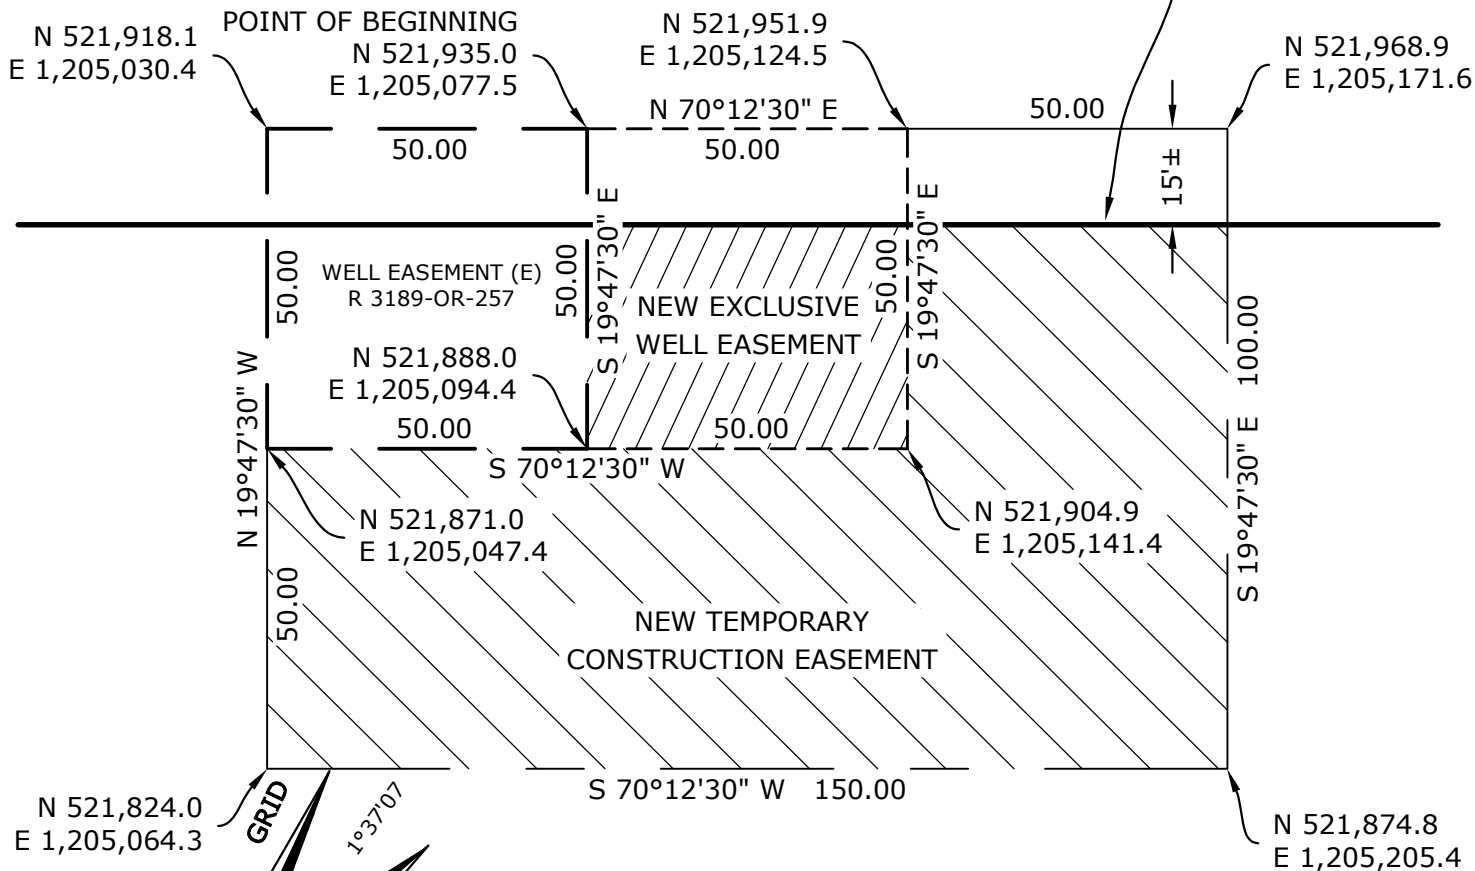 POINT OF BEGINNING
N 521,918.1
E 1,205,030.4
N 521,935.0
E 1,205,077.5
N 521,951.9
E 1,205,124.5
N 521,968.9
E 1,205,171.6
N 70°12'30" E
50.00
50.00
50.00
15'±
50.00
WELL EASEMENT (E)
R 3189-OR-257
50.00
S 19°47'30" E
NEW EXCLUSIVE
WELL EASEMENT
50.00
S 19°47'30" E
N 521,888.0
E 1,205,094.4
50.00
50.00
S 70°12'30" W
N 19°47'30" W
N 521,871.0
E 1,205,047.4
N 521,904.9
E 1,205,141.4
S 19°47'30" E 100.00
50.00
NEW TEMPORARY
CONSTRUCTION EASEMENT
S 70°12'30" W 150.00
N 521,824.0
E 1,205,064.3
GRID
1°37'07
N 521,874.8
E 1,205,205.4